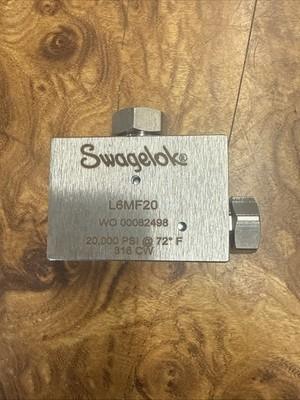 Swagelok®
L6MF20
WO 00082498
20,000 PSI @ 72° F
316 CW